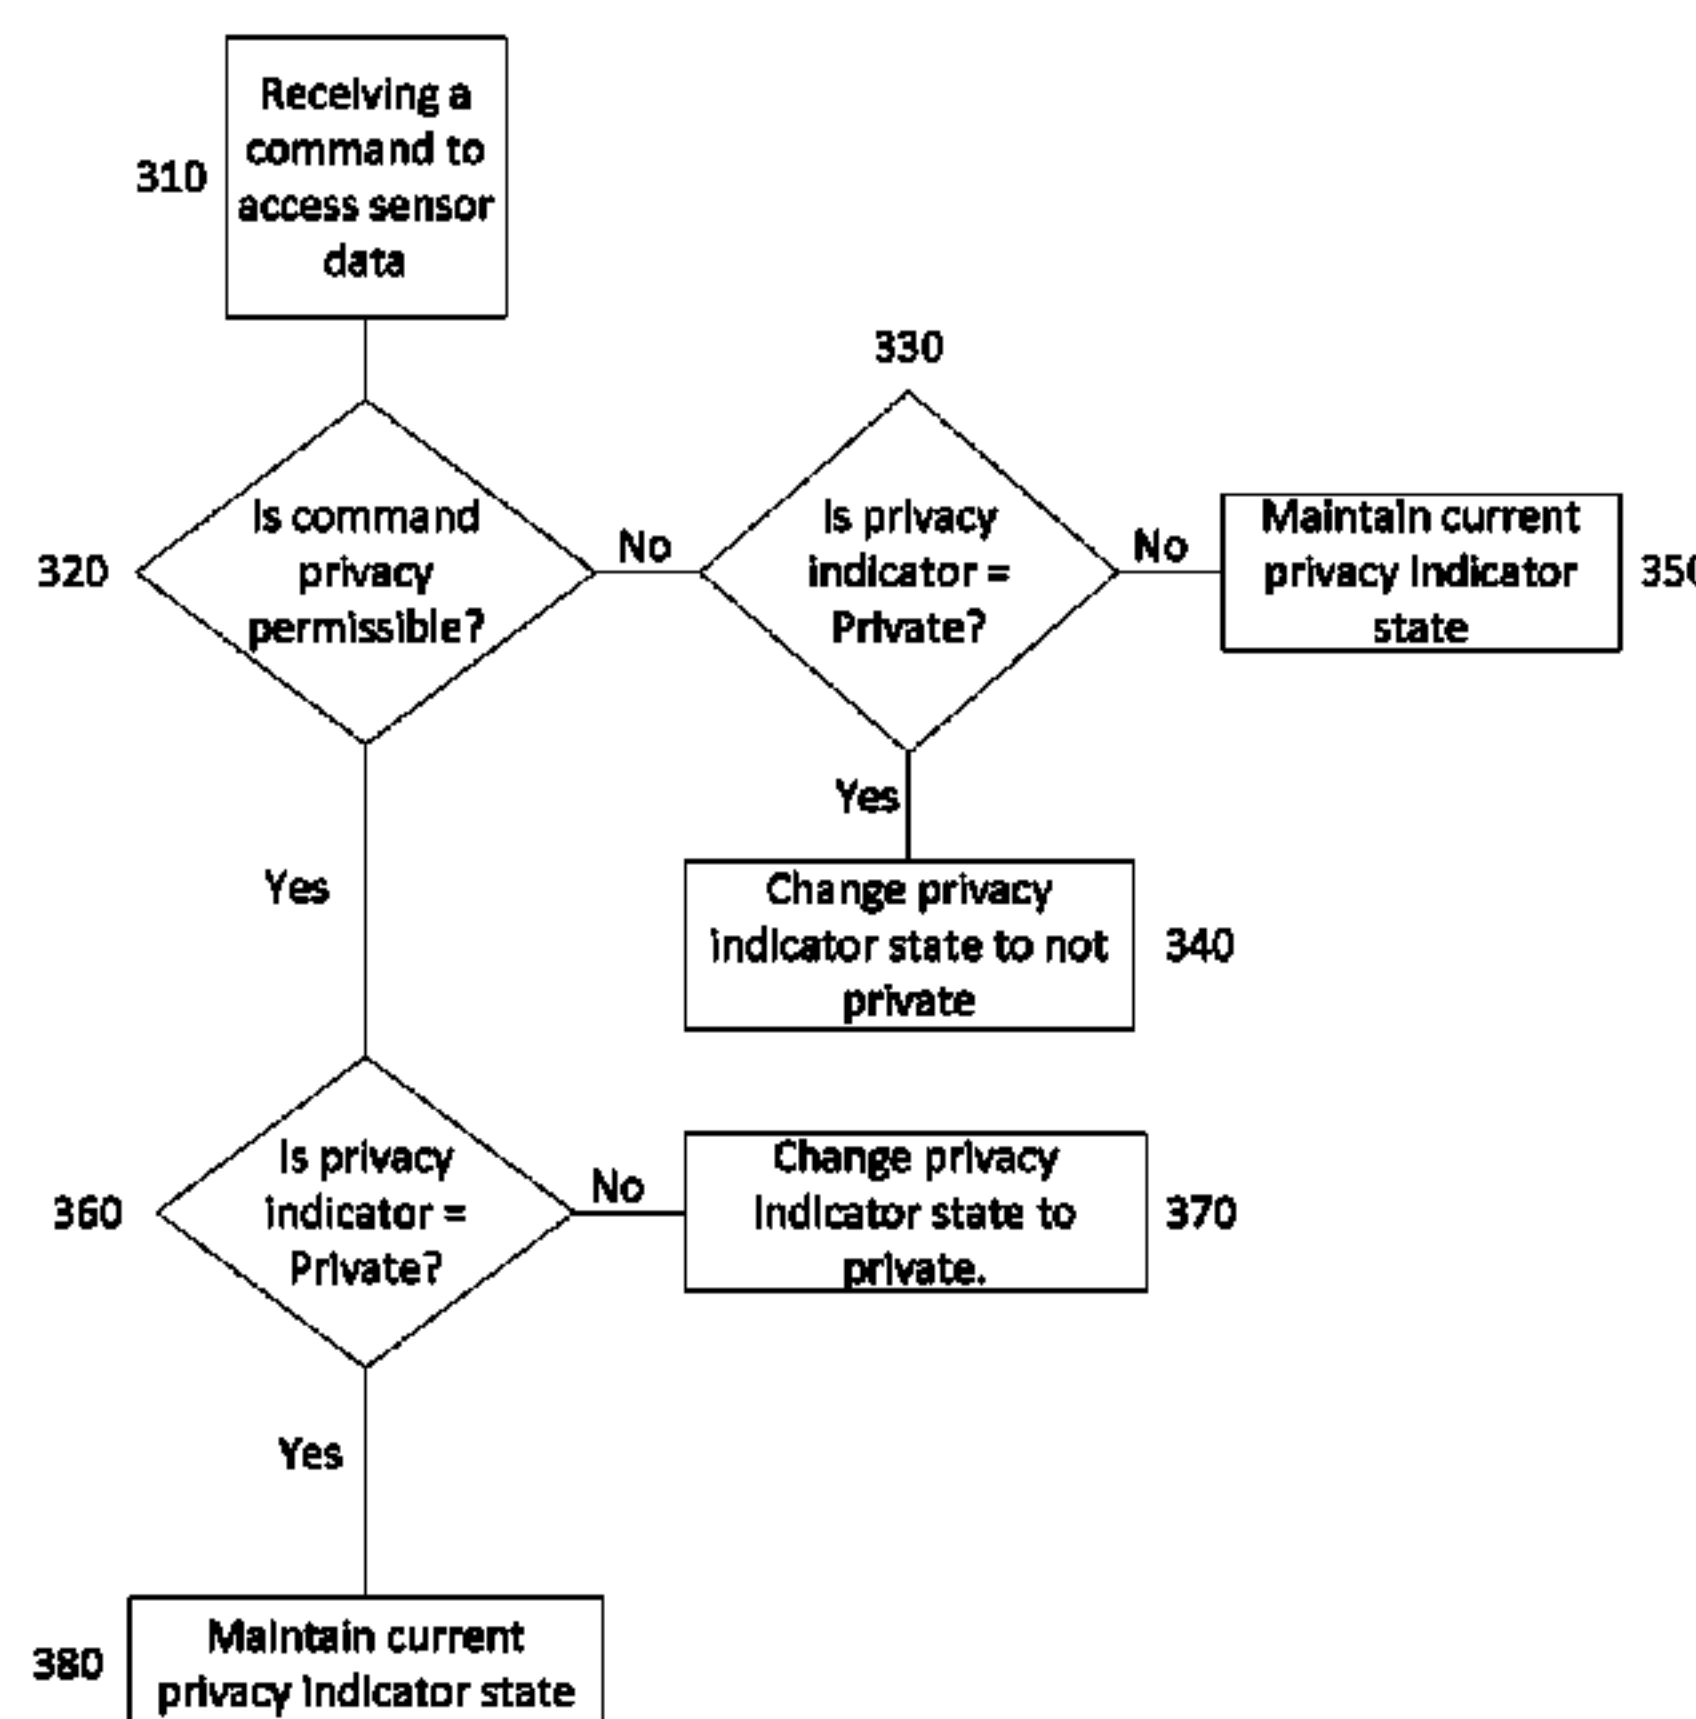 Receiving a
command to
access sensor
data
310
330
Is command
privacy
permissible?
320
No
Is privacy
indicator =
Private?
No
Maintain current
privacy indicator
state
350
Yes
Yes
Change privacy
indicator state to not
private
340
Is privacy
indicator =
Private?
360
No
Change privacy
indicator state to
private.
370
Yes
Maintain current
privacy indicator state
380